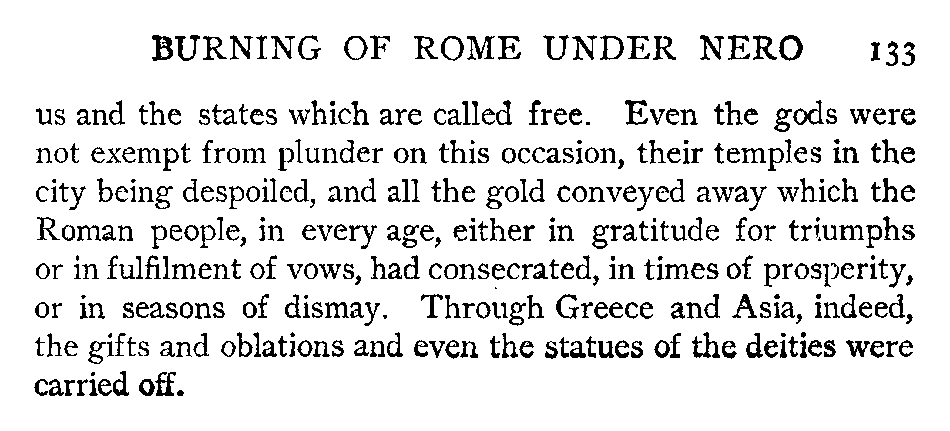 BURNING OF ROME UNDER NERO 133
us and the states which are called free. Even the gods were
not exempt from plunder on this occasion, their temples in the
city being despoiled, and all the gold conveyed away which the
Roman people, in every age, either in gratitude for triumphs
or in fulfilment of vows, had consecrated, in times of prosperity,
or in seasons of dismay. Through Greece and Asia, indeed,
the gifts and oblations and even the statues of the deities were
carried off.